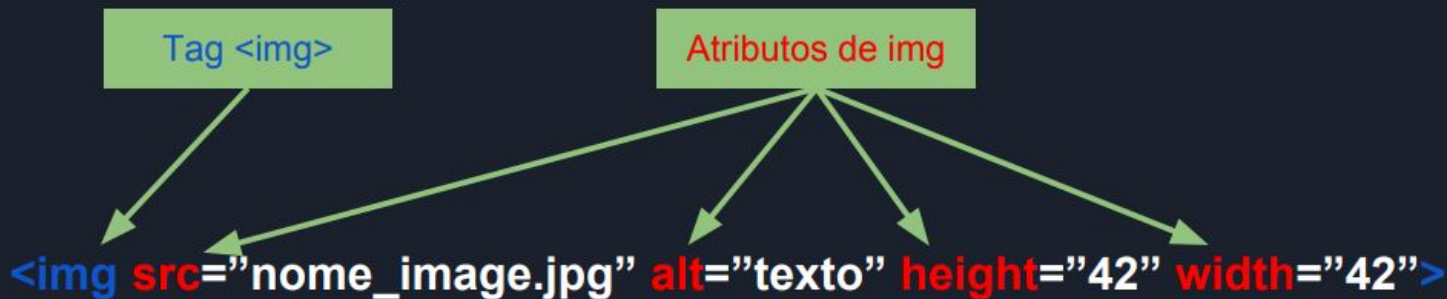 Tag <img>
Atributos de img
<img src=”nome_image.jpg” alt=”texto” height=”42” width=”42”>